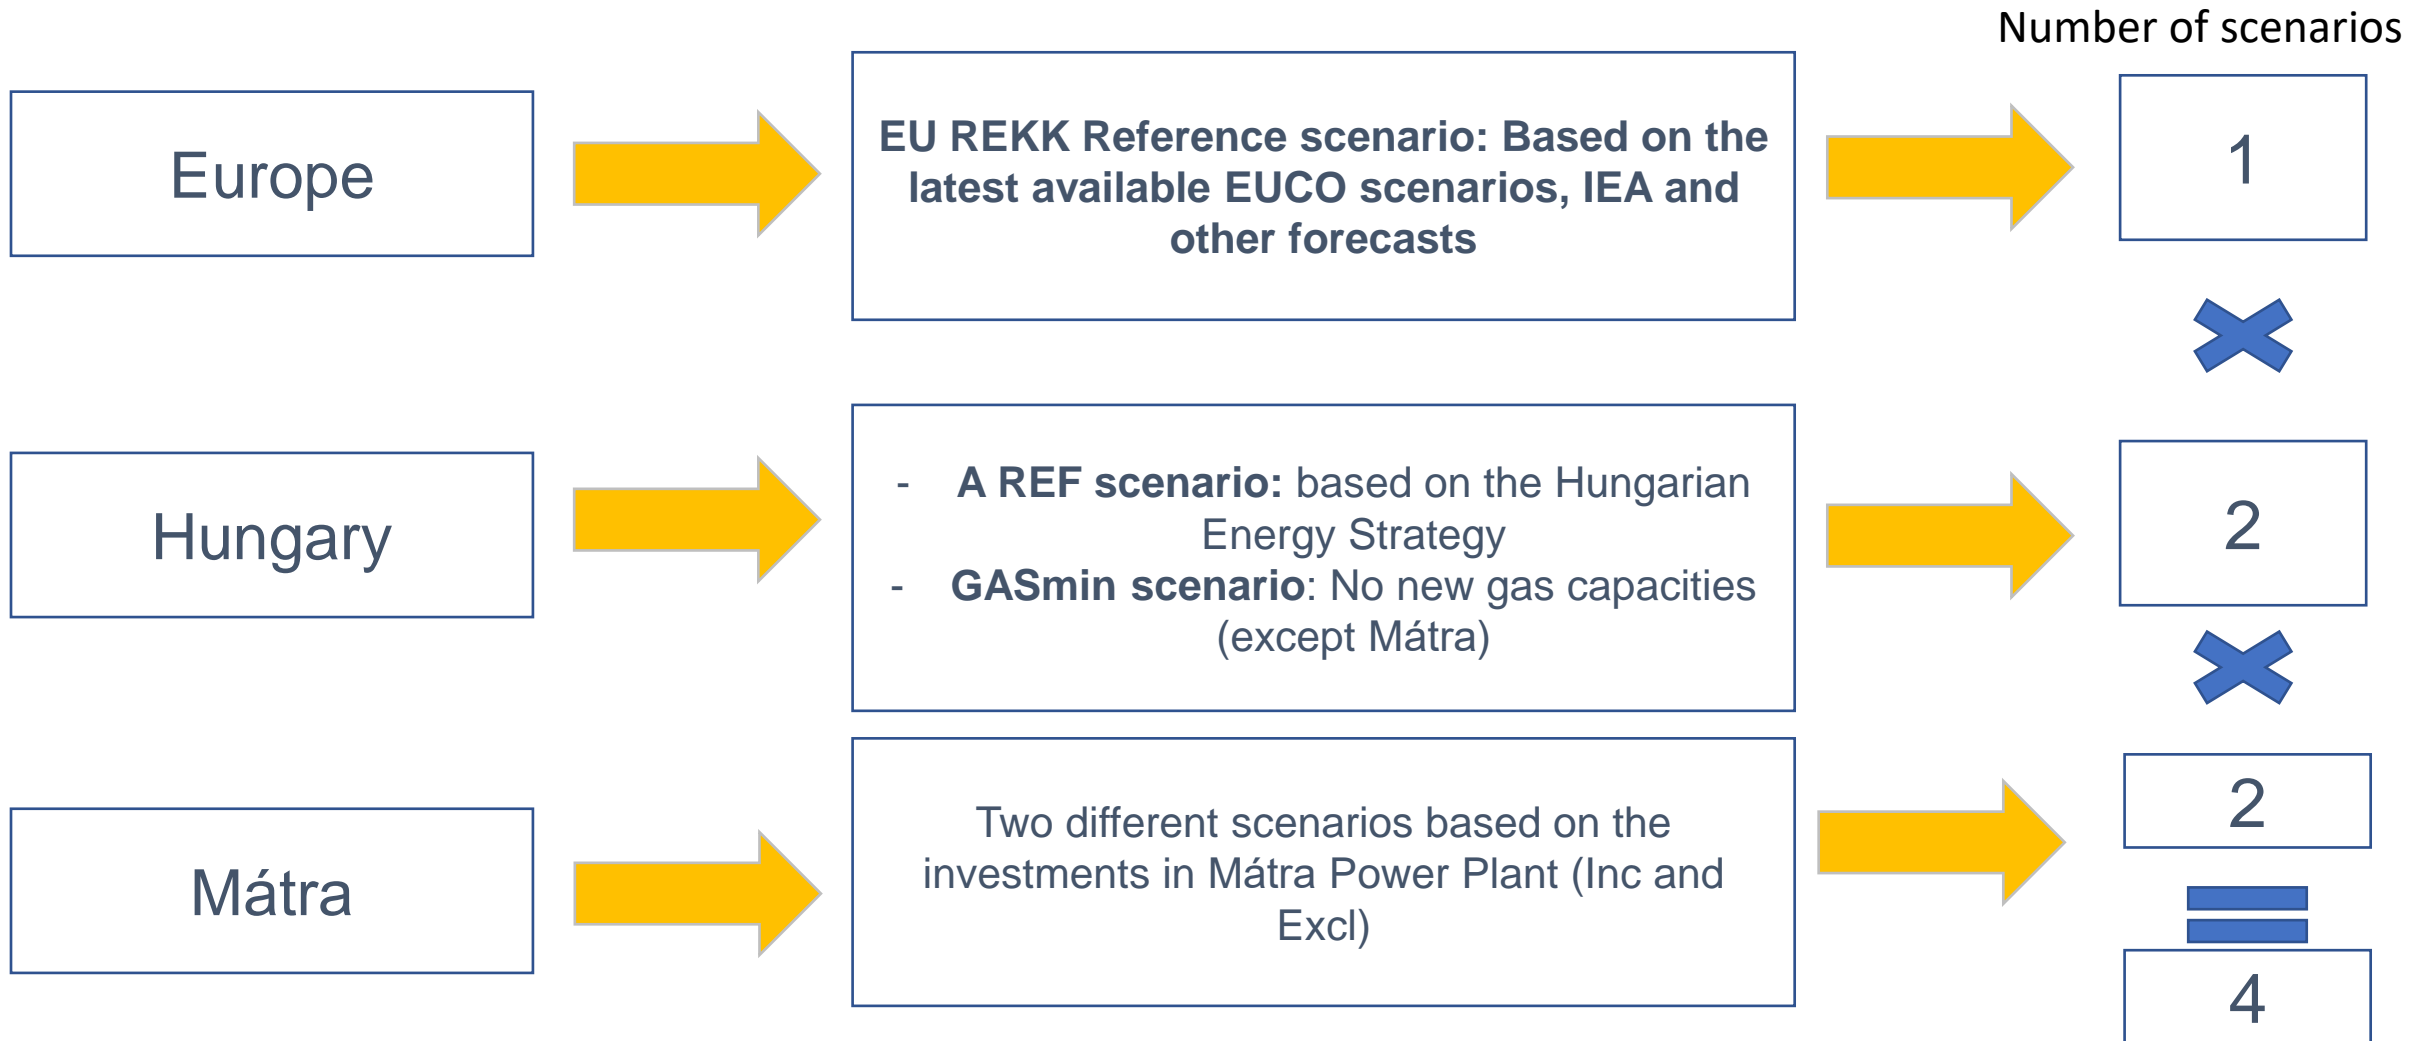 Number of scenarios
Europe
EU REKK Reference scenario: Based on the
latest available EUCO scenarios, IEA and
other forecasts
1
Hungary
- A REF scenario: based on the Hungarian
Energy Strategy
- GASmin scenario: No new gas capacities
(except Mátra)
2
Mátra
Two different scenarios based on the
investments in Mátra Power Plant (Inc and
Excl)
2
4